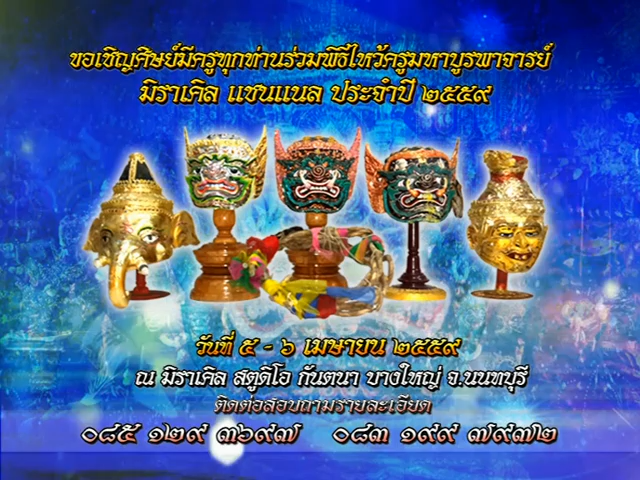 ขอเชิญศิษย์มีครูทุกท่านร่วมพิธีไหว้ครูมหาบูรพาจารย์
มิราเคิล แชนแนล ประจำปี ๒๕๕๙
วันที่ ๕ - ๖ เมษายน ๒๕๕๙
ณ มิราเคิล สตูดิโอ กันตนา บางใหญ่ จ.นนทบุรี
ติดต่อสอบถามรายละเอียด
๐๘๕ ๑๒๙ ๓๖๙๗ ๐๘๓ ๑๙๙ ๗๙๗๒